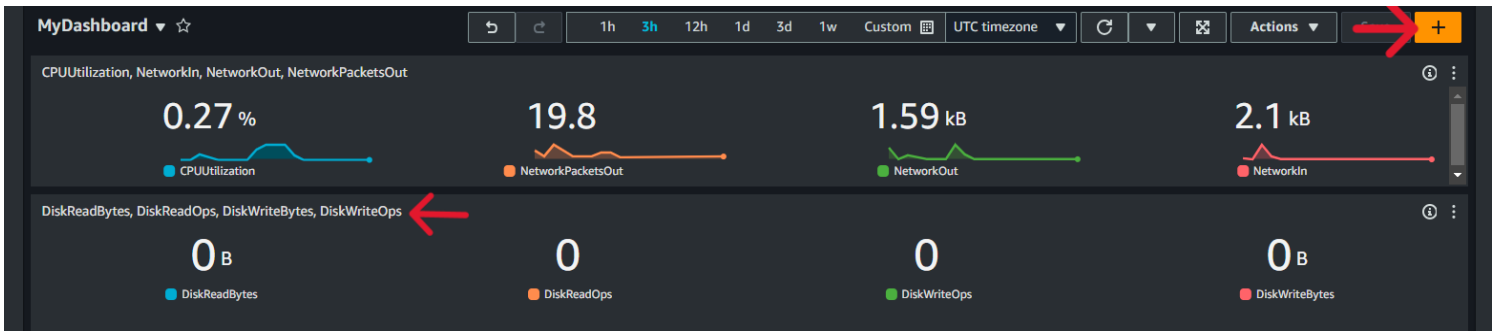 MyDashboard
1h 3h 12h 1d 3d 1w Custom UTC timezone Actions
CPUUtilization, NetworkIn, NetworkOut, NetworkPacketsOut
0.27 % 19.8 1.59 kB 2.1 kB
CPUUtilization NetworkPacketsOut NetworkOut NetworkIn
DiskReadBytes, DiskReadOps, DiskWriteBytes, DiskWriteOps
0 B 0 0 0 B
DiskReadBytes DiskReadOps DiskWriteOps DiskWriteBytes